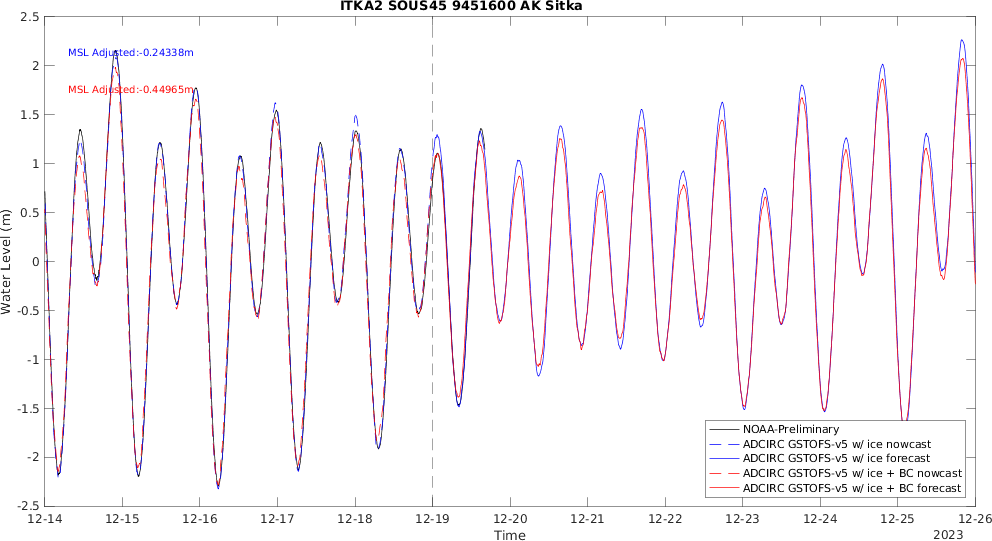 ITKA2 SOUS45 9451600 AK Sitka
MSL Adjusted:-0.24338m
MSL Adjusted:-0.44965m
2.5
2
1.5
1
0.5
0
-0.5
-1
-1.5
-2
-2.5
Water Level (m)
NOAA-Preliminary
ADCIRC GSTOFS-v5 w/ ice nowcast
ADCIRC GSTOFS-v5 w/ ice forecast
ADCIRC GSTOFS-v5 w/ ice + BC nowcast
ADCIRC GSTOFS-v5 w/ ice + BC forecast
12-14 12-15 12-16 12-17 12-18 12-19 12-20 12-21 12-22 12-23 12-24 12-25 12-26
Time
2023